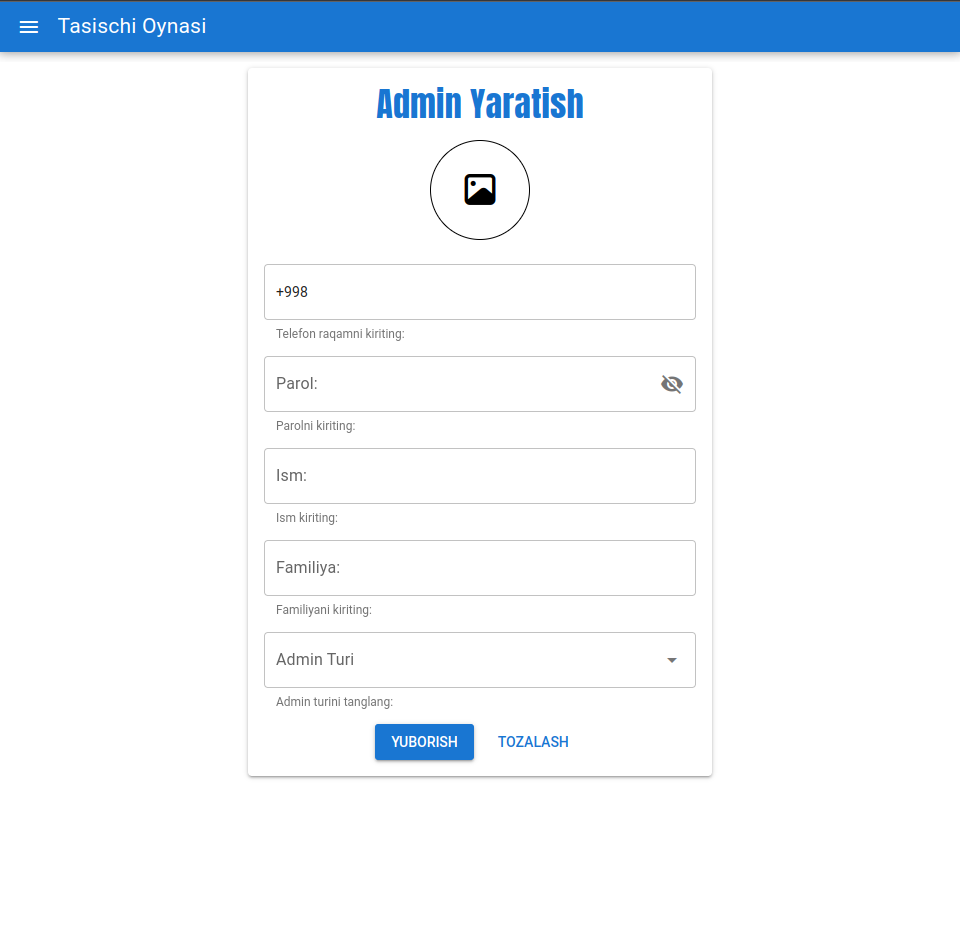 Tasischi Oynasi
Admin Yaratish
+998
Telefon raqamni kiriting:
Parol:
Parolni kiriting:
Ism:
Ism kiriting:
Familiya:
Familiyani kiriting:
Admin Turi
Admin turini tanglang:
YUBORISH TOZALASH